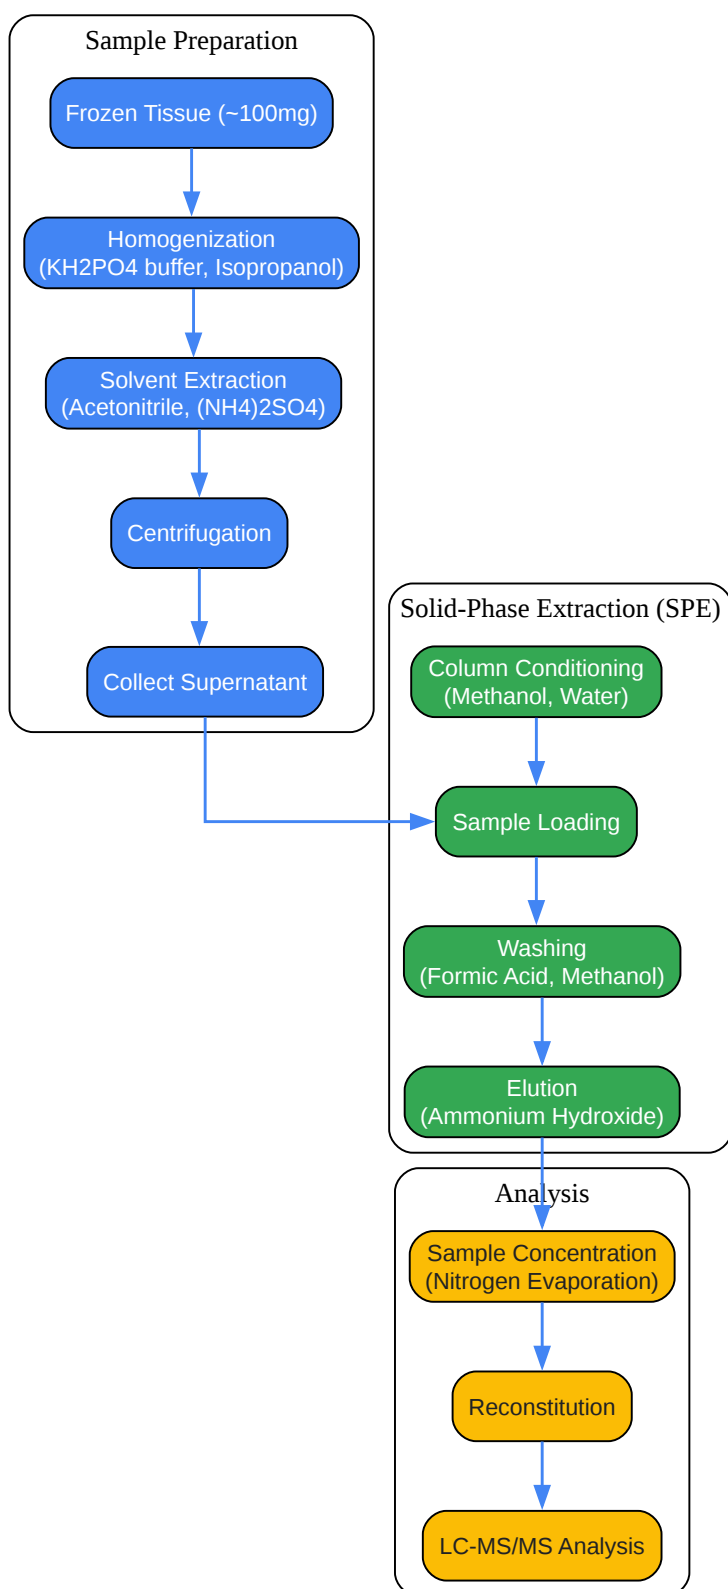 Sample Preparation
Frozen Tissue (~100mg)
Homogenization
(KH2PO4 buffer, Isopropanol)
Solvent Extraction
(Acetonitrile, (NH4)2SO4)
Centrifugation
Collect Supernatant
Solid-Phase Extraction (SPE)
Column Conditioning
(Methanol, Water)
Sample Loading
Washing
(Formic Acid, Methanol)
Elution
(Ammonium Hydroxide)
Analysis
Sample Concentration
(Nitrogen Evaporation)
Reconstitution
LC-MS/MS Analysis